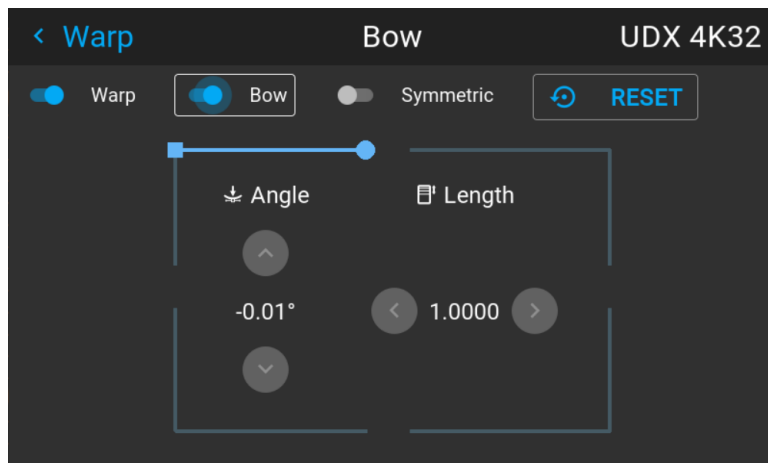 Warp Bow UDX 4K32
Warp Bow Symmetric RESET
Angle Length
-0.01° 1.0000